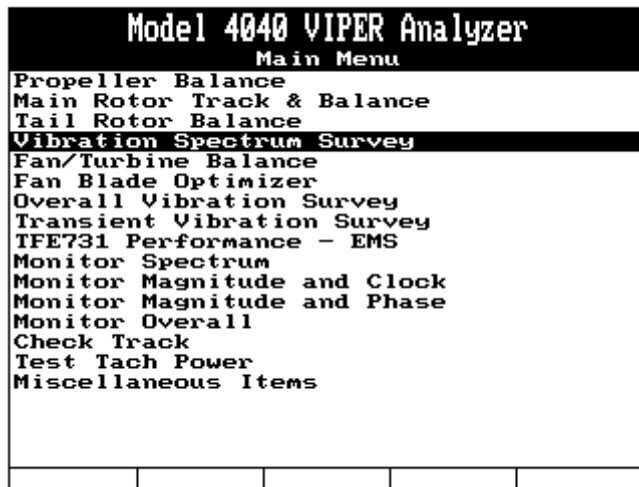 Model 4040 VIPER Analyzer
Main Menu
Propeller Balance
Main Rotor Track & Balance
Tail Rotor Balance
Vibration Spectrum Survey
Fan/Turbine Balance
Fan Blade Optimizer
Overall Vibration Survey
Transient Vibration Survey
TFE731 Performance - EMS
Monitor Spectrum
Monitor Magnitude and Clock
Monitor Magnitude and Phase
Monitor Overall
Check Track
Test Tach Power
Miscellaneous Items